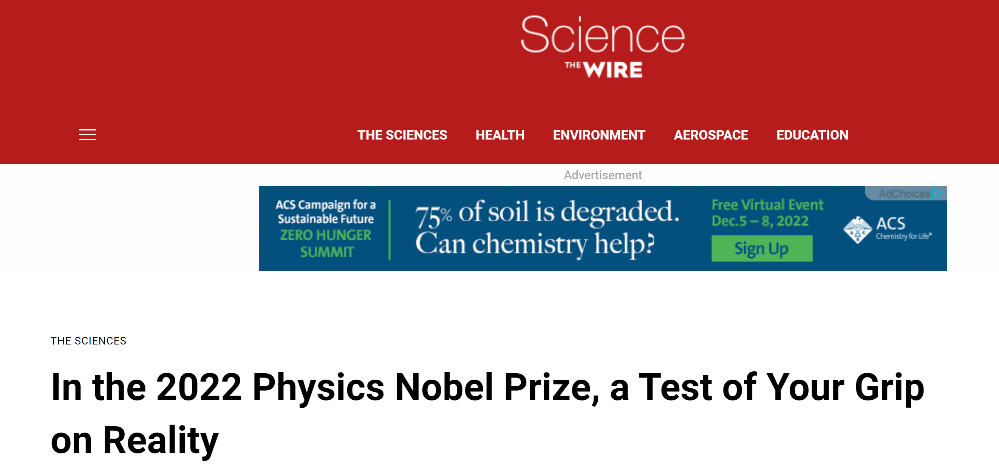 Science
THE WIRE
THE SCIENCES HEALTH ENVIRONMENT AEROSPACE EDUCATION
Advertisement
ACS Campaign for a
Sustainable Future
ZERO HUNGER
SUMMIT
75% of soil is degraded.
Can chemistry help?
Free Virtual Event
Dec.5 – 8, 2022
Sign Up
AdChoices
ACS
Chemistry for Life®
THE SCIENCES
In the 2022 Physics Nobel Prize, a Test of Your Grip
on Reality